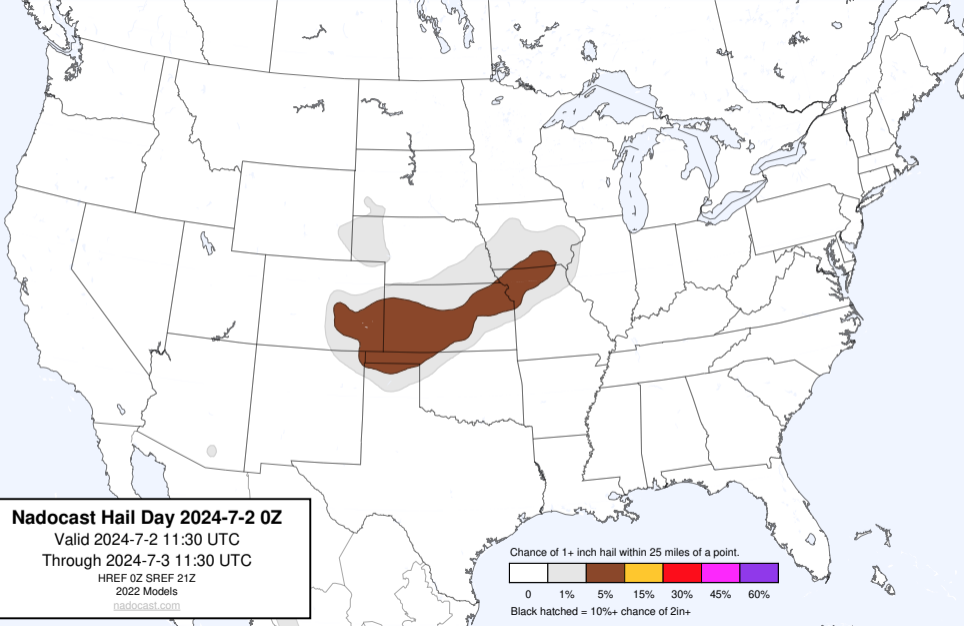 Nadocast Hail Day 2024-7-2 0Z
Valid 2024-7-2 11:30 UTC
Through 2024-7-3 11:30 UTC
HREF 0Z SREF 21Z
2022 Models
nadocast.com
Chance of 1+ inch hail within 25 miles of a point.
0 1% 5% 15% 30% 45% 60%
Black hatched = 10%+ chance of 2in+